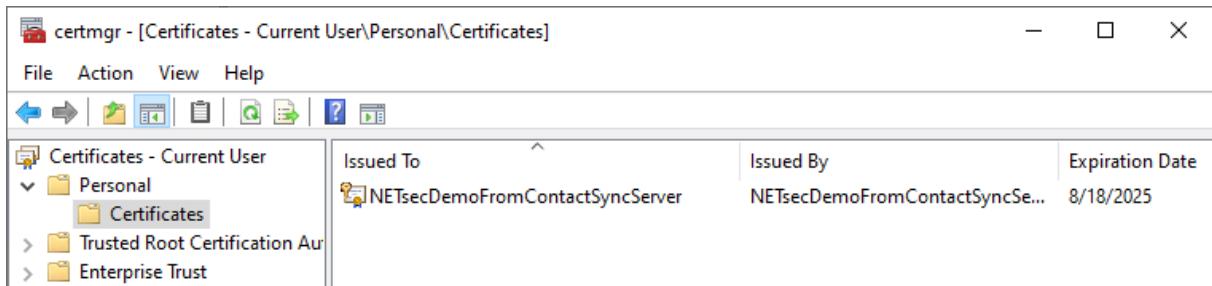 certmgr - [Certificates - Current User\Personal\Certificates]
File Action View Help
Certificates - Current User
Personal
Certificates
Trusted Root Certification Au
Enterprise Trust
Issued To Issued By Expiration Date
NETsecDemoFromContactSyncServer NETsecDemoFromContactSyncSe... 8/18/2025